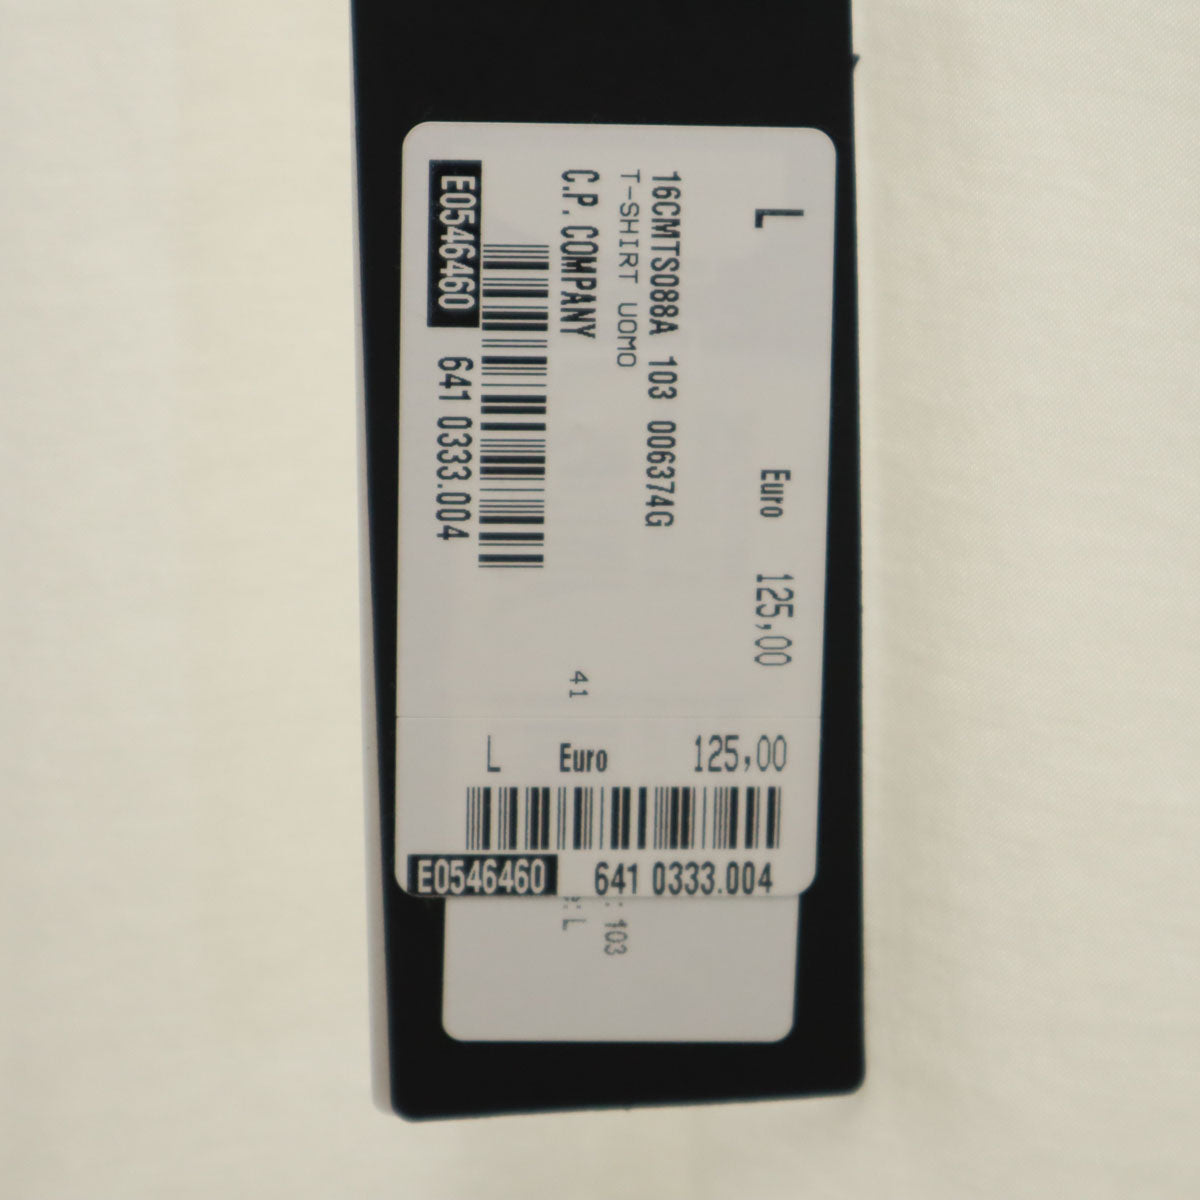 L Euro 125,00
16CMTS088A 103 006374G
T-SHIRT UOMO
C.P. COMPANY
41
E0546460 641 0333.004
L Euro 125,00
E0546460 641 0333.004
: 103
: L